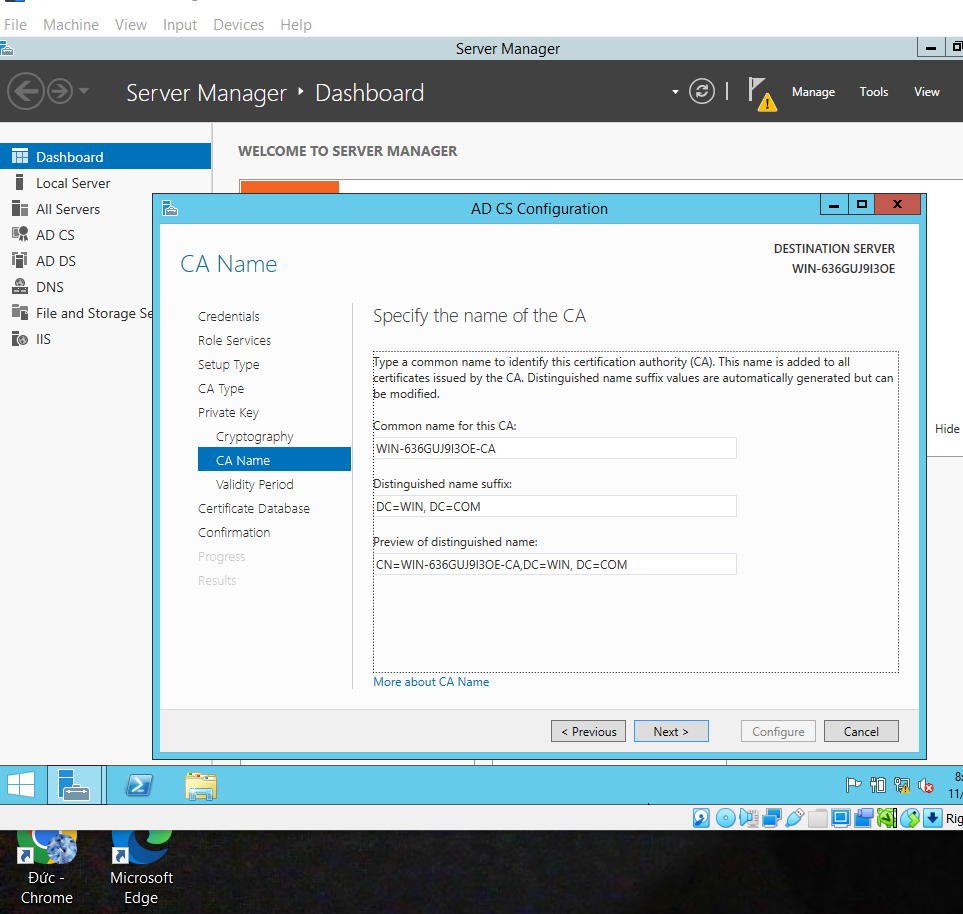 File Machine View Input Devices Help
Server Manager
Server Manager Dashboard
Manage Tools View
Dashboard
Local Server
All Servers
AD CS
AD DS
DNS
File and Storage Se
IIS
WELCOME TO SERVER MANAGER
Hide
AD CS Configuration
CA Name
DESTINATION SERVER
WIN-636GUJ9I3OE
Credentials
Role Services
Setup Type
CA Type
Private Key
Cryptography
CA Name
Validity Period
Certificate Database
Confirmation
Progress
Results
Specify the name of the CA
Type a common name to identify this certification authority (CA). This name is added to all
certificates issued by the CA. Distinguished name suffix values are automatically generated but can
be modified.
Common name for this CA:
WIN-636GUJ9I3OE-CA
Distinguished name suffix:
DC=WIN, DC=COM
Preview of distinguished name:
CN=WIN-636GUJ9I3OE-CA,DC=WIN, DC=COM
More about CA Name
< Previous Next > Configure Cancel
8:
11/
Rig
Đức -
Chrome
Microsoft
Edge